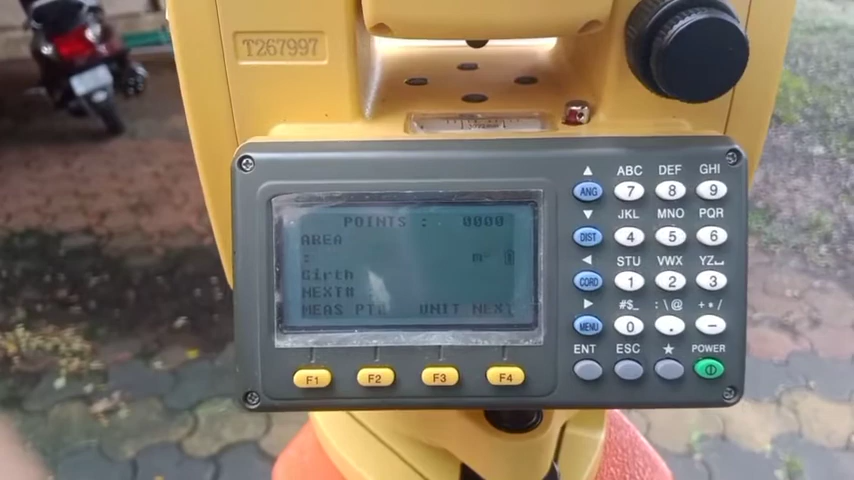 T267997
POINTS : 0000
AREA
: m²
Girth
NEXT# :
MEAS PT# UNIT NEXT
F1 F2 F3 F4
ABC DEF GHI
ANG 7 8 9
JKL MNO PQR
DIST 4 5 6
STU VWX YZ
CORD 1 2 3
#$_ :\@ +*/
MENU 0 . −
ENT ESC ★ POWER